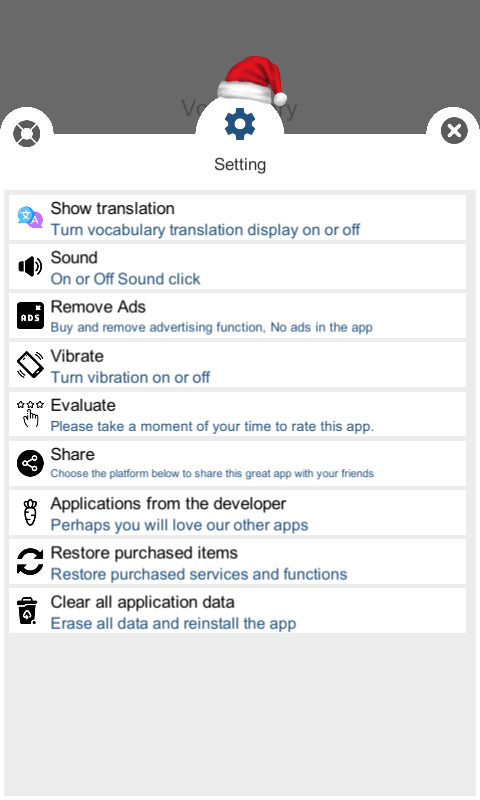 Setting
Show translation
Turn vocabulary translation display on or off
Sound
On or Off Sound click
ADS
Remove Ads
Buy and remove advertising function, No ads in the app
Vibrate
Turn vibration on or off
Evaluate
Please take a moment of your time to rate this app.
Share
Choose the platform below to share this great app with your friends
Applications from the developer
Perhaps you will love our other apps
Restore purchased items
Restore purchased services and functions
Clear all application data
Erase all data and reinstall the app